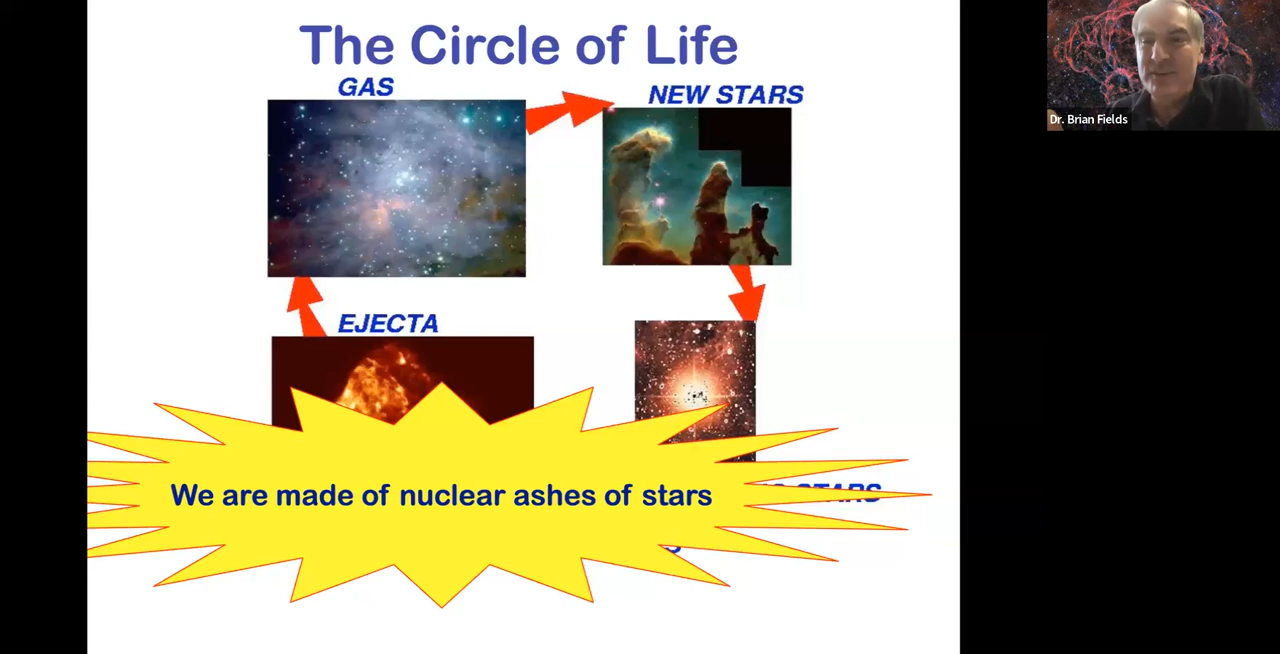 The Circle of Life
GAS
NEW STARS
EJECTA
We are made of nuclear ashes of stars
STARS
Dr. Brian Fields